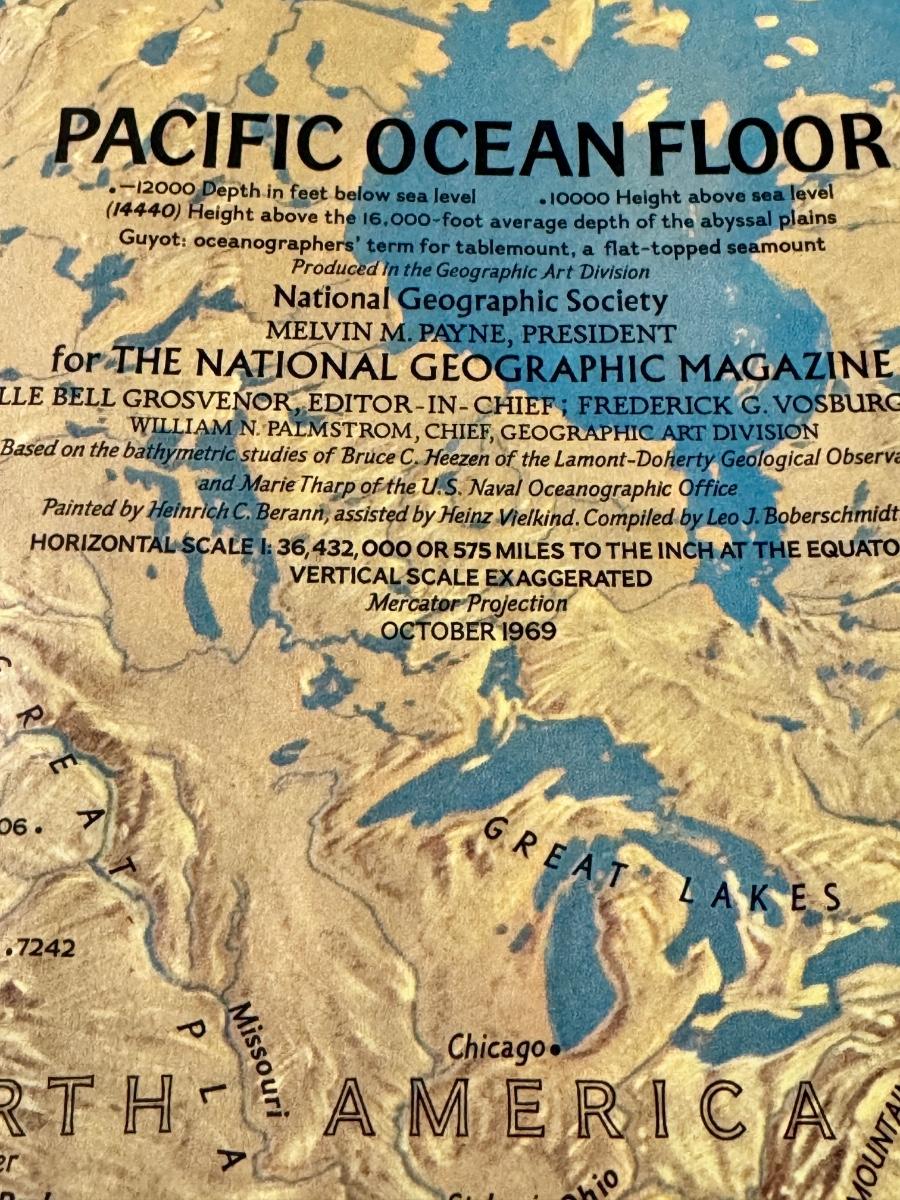 PACIFIC OCEAN FLOOR
.–12000 Depth in feet below sea level .10000 Height above sea level
(14440) Height above the 16,000-foot average depth of the abyssal plains
Guyot: oceanographers' term for tablemount, a flat-topped seamount
Produced in the Geographic Art Division
National Geographic Society
MELVIN M. PAYNE, PRESIDENT
for THE NATIONAL GEOGRAPHIC MAGAZINE
LLE BELL GROSVENOR, EDITOR-IN-CHIEF; FREDERICK G. VOSBURG
WILLIAM N. PALMSTROM, CHIEF, GEOGRAPHIC ART DIVISION
Based on the bathymetric studies of Bruce C. Heezen of the Lamont-Doherty Geological Observa
and Marie Tharp of the U.S. Naval Oceanographic Office
Painted by Heinrich C. Berann, assisted by Heinz Vielkind. Compiled by Leo J. Boberschmidt
HORIZONTAL SCALE 1: 36,432,000 OR 575 MILES TO THE INCH AT THE EQUATO
VERTICAL SCALE EXAGGERATED
Mercator Projection
OCTOBER 1969
GREAT PLA
06.
GREAT LAKES
.7242
Missouri
Chicago
RTH AMERICA
MOUNTAI
er
Ohio